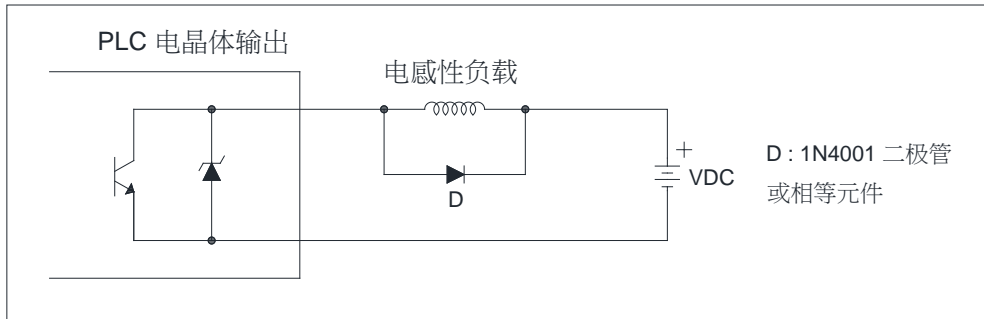 PLC 电晶体输出
电感性负载
D
+
VDC
D : 1N4001 二极管
或相等元件